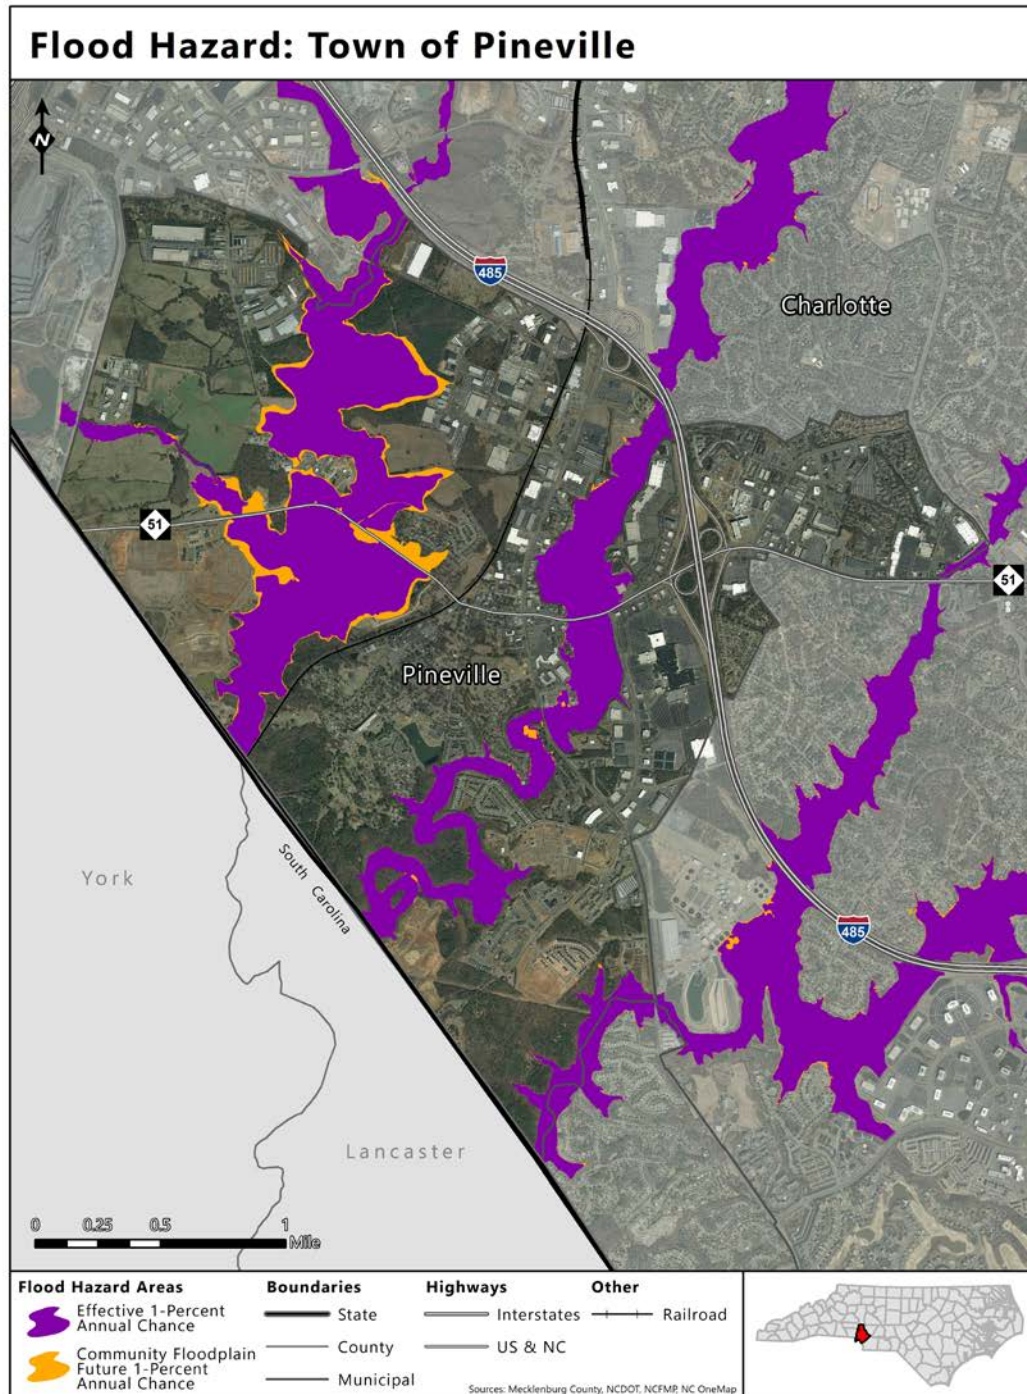 Flood Hazard: Town of Pineville
N
485
Charlotte
51
51
Pineville
York
South Carolina
485
Lancaster
0 0.25 0.5 1
Mile
Flood Hazard Areas
Effective 1-Percent
Annual Chance
Community Floodplain
Future 1-Percent
Annual Chance
Boundaries
State
County
Municipal
Highways
Interstates
US & NC
Other
Railroad
Sources: Mecklenburg County, NCDOT, NCFMP, NC OneMap